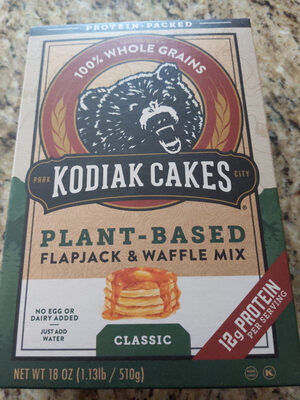 PROTEIN-PACKED
100% WHOLE GRAINS
PARK CITY
KODIAK CAKES
PLANT-BASED
FLAPJACK & WAFFLE MIX
NO EGG OR
DAIRY ADDED
JUST ADD
WATER
CLASSIC
12g PROTEIN
PER SERVING
NET WT 18 OZ (1.13lb / 510g)